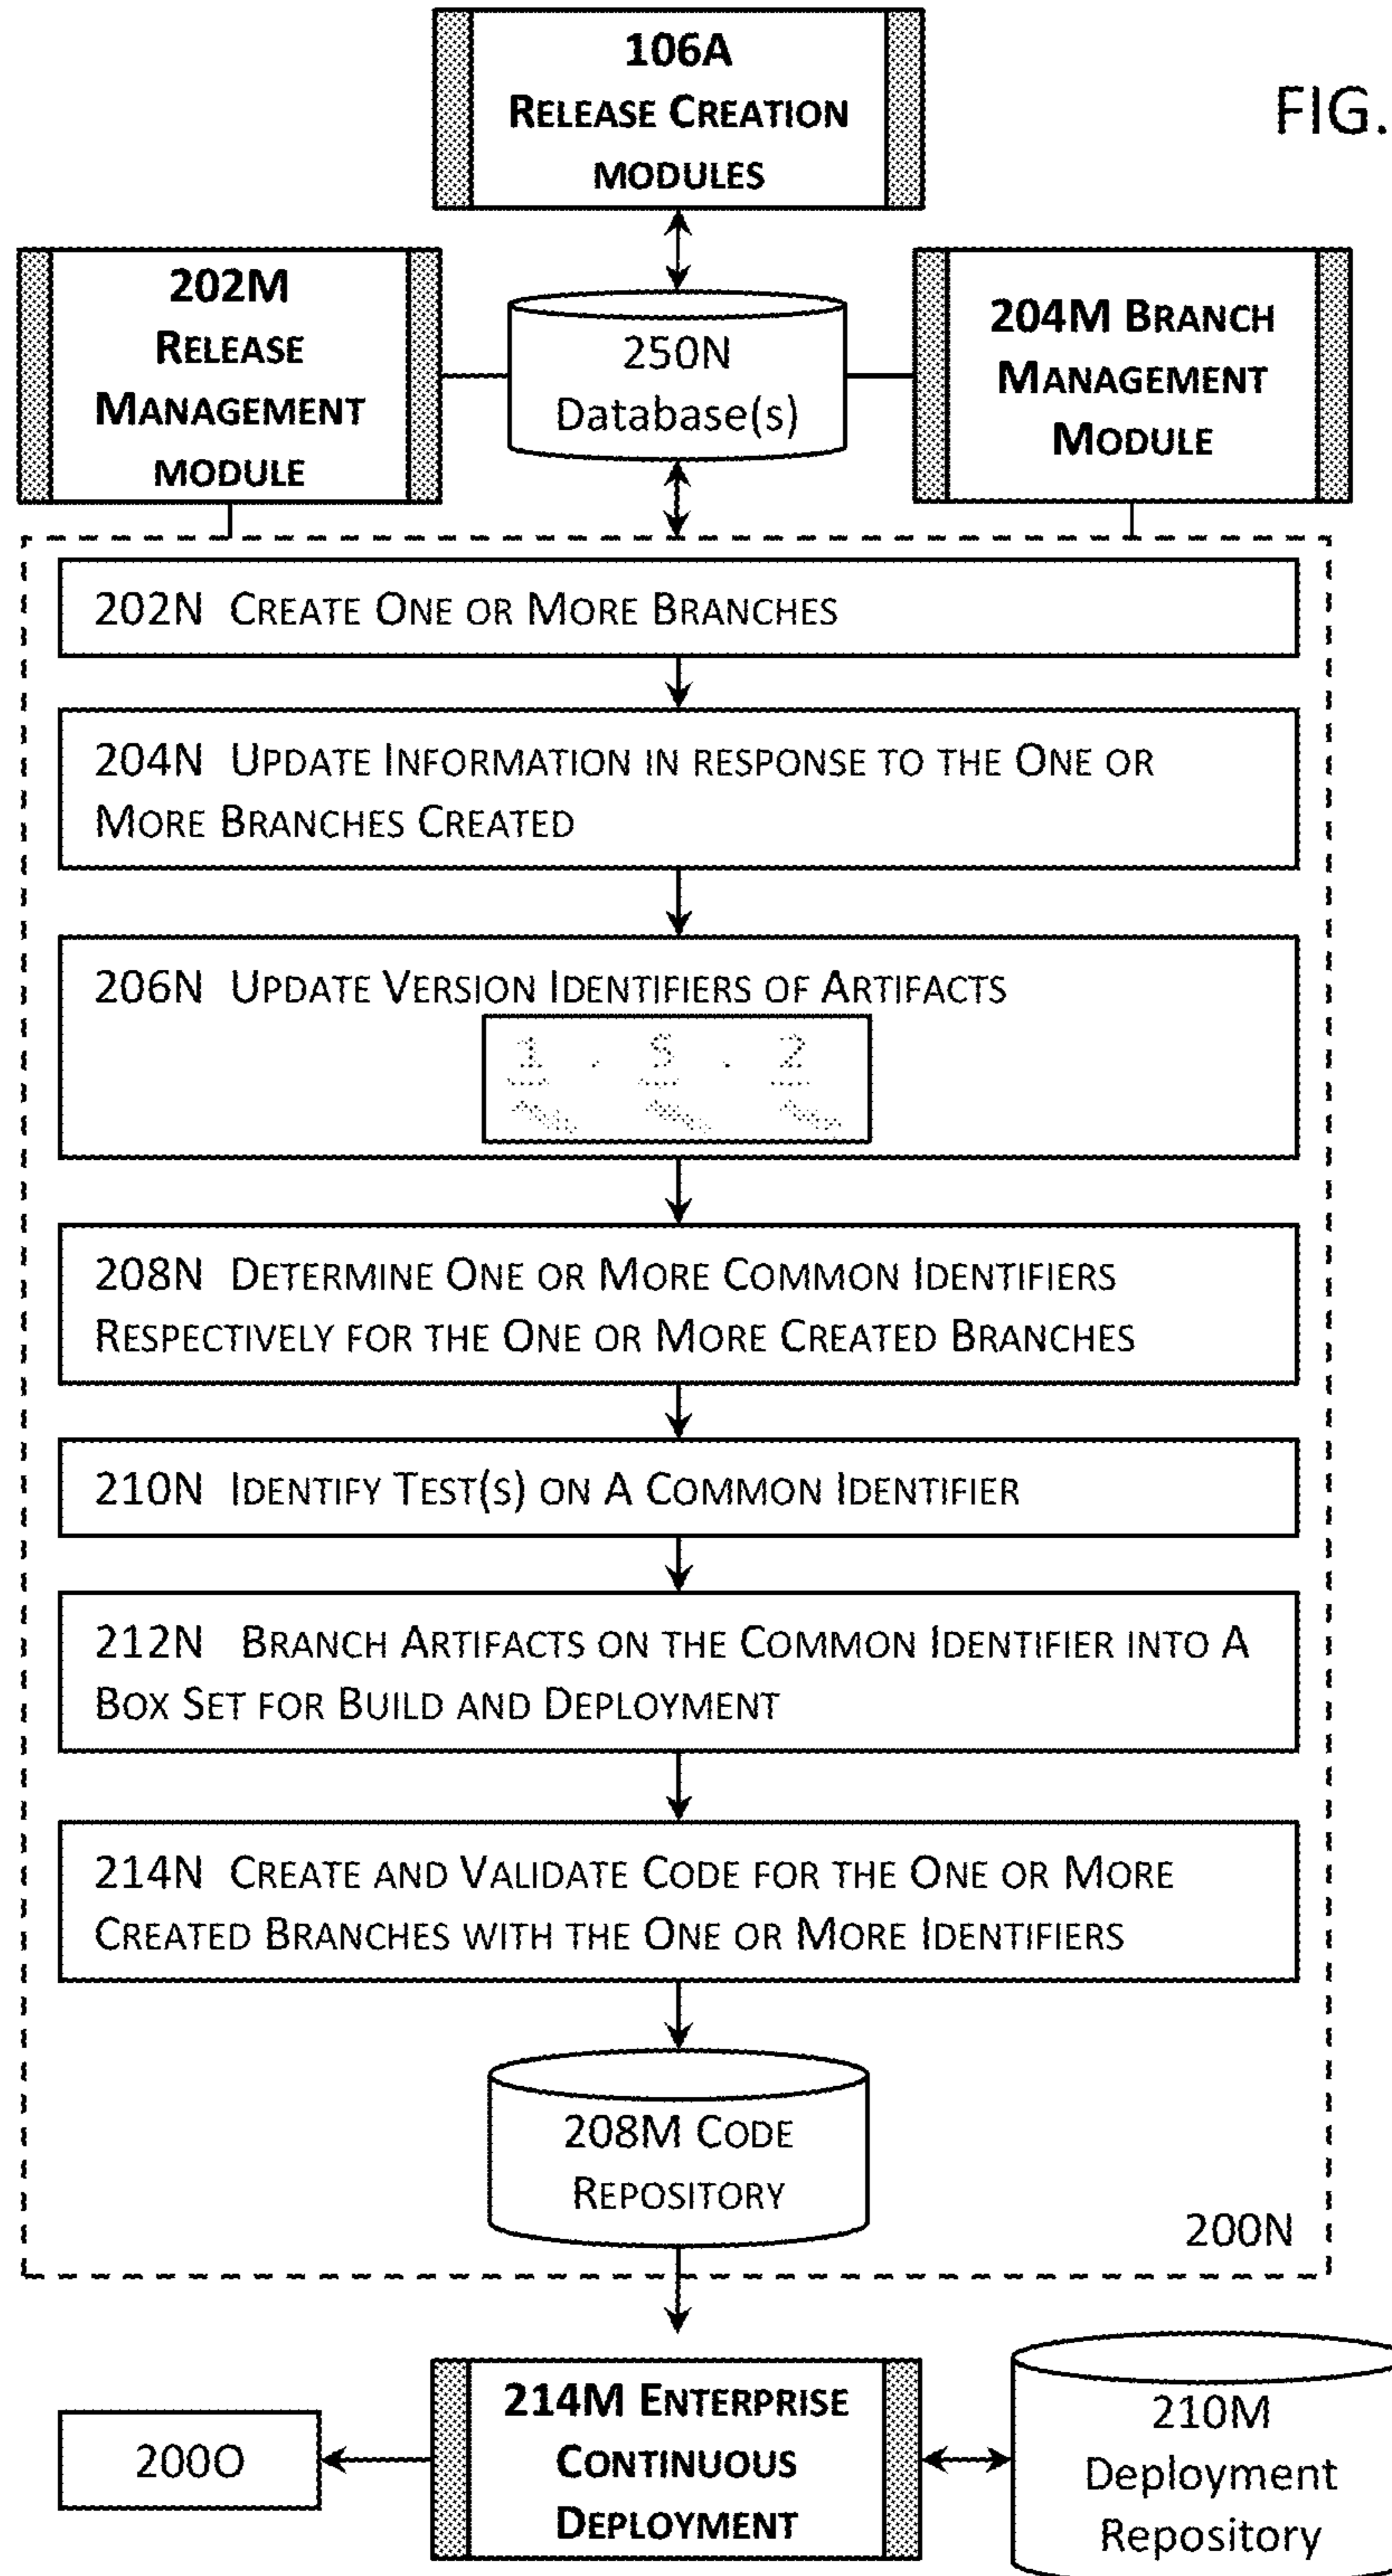 106A
RELEASE CREATION
MODULES
FIG.
202M
RELEASE
MANAGEMENT
MODULE
250N
Database(s)
204M BRANCH
MANAGEMENT
MODULE
202N CREATE ONE OR MORE BRANCHES
204N UPDATE INFORMATION IN RESPONSE TO THE ONE OR
MORE BRANCHES CREATED
206N UPDATE VERSION IDENTIFIERS OF ARTIFACTS
1 . 5 . 2
208N DETERMINE ONE OR MORE COMMON IDENTIFIERS
RESPECTIVELY FOR THE ONE OR MORE CREATED BRANCHES
210N IDENTIFY TEST(S) ON A COMMON IDENTIFIER
212N BRANCH ARTIFACTS ON THE COMMON IDENTIFIER INTO A
BOX SET FOR BUILD AND DEPLOYMENT
214N CREATE AND VALIDATE CODE FOR THE ONE OR MORE
CREATED BRANCHES WITH THE ONE OR MORE IDENTIFIERS
208M CODE
REPOSITORY
200N
200O
214M ENTERPRISE
CONTINUOUS
DEPLOYMENT
210M
Deployment
Repository